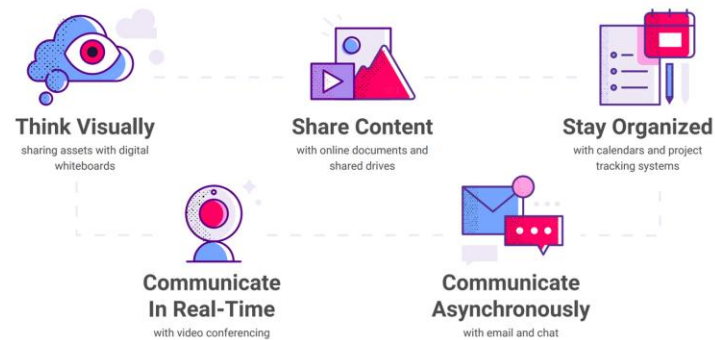 Think Visually
sharing assets with digital
whiteboards
Share Content
with online documents and
shared drives
Stay Organized
with calendars and project
tracking systems
Communicate
In Real-Time
with video conferencing
Communicate
Asynchronously
with email and chat